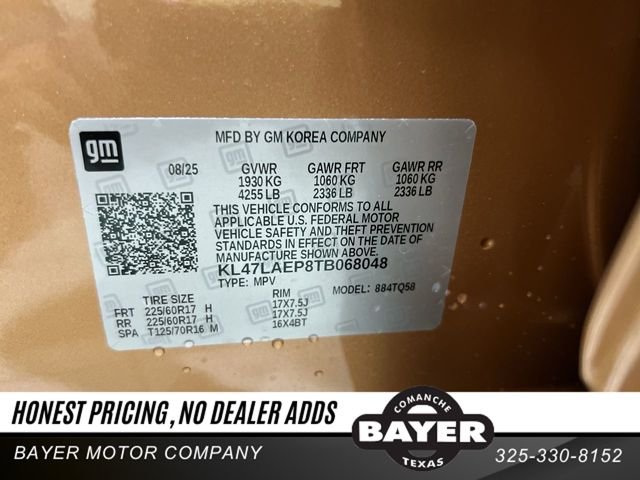 gm
MFD BY GM KOREA COMPANY
08/25 GVWR GAWR FRT GAWR RR
1930 KG 1060 KG 1060 KG
4255 LB 2336 LB 2336 LB
THIS VEHICLE CONFORMS TO ALL
APPLICABLE U.S. FEDERAL MOTOR
VEHICLE SAFETY AND THEFT PREVENTION
STANDARDS IN EFFECT ON THE DATE OF
MANUFACTURE SHOWN ABOVE.
KL47LAEP8TB068048
TYPE: MPV MODEL: 884TQ58
TIRE SIZE RIM
FRT 225/60R17 H 17X7.5J
RR 225/60R17 H 17X7.5J
SPA T125/70R16 M 16X4BT
HONEST PRICING, NO DEALER ADDS
BAYER MOTOR COMPANY
COMANCHE
BAYER
TEXAS
325-330-8152